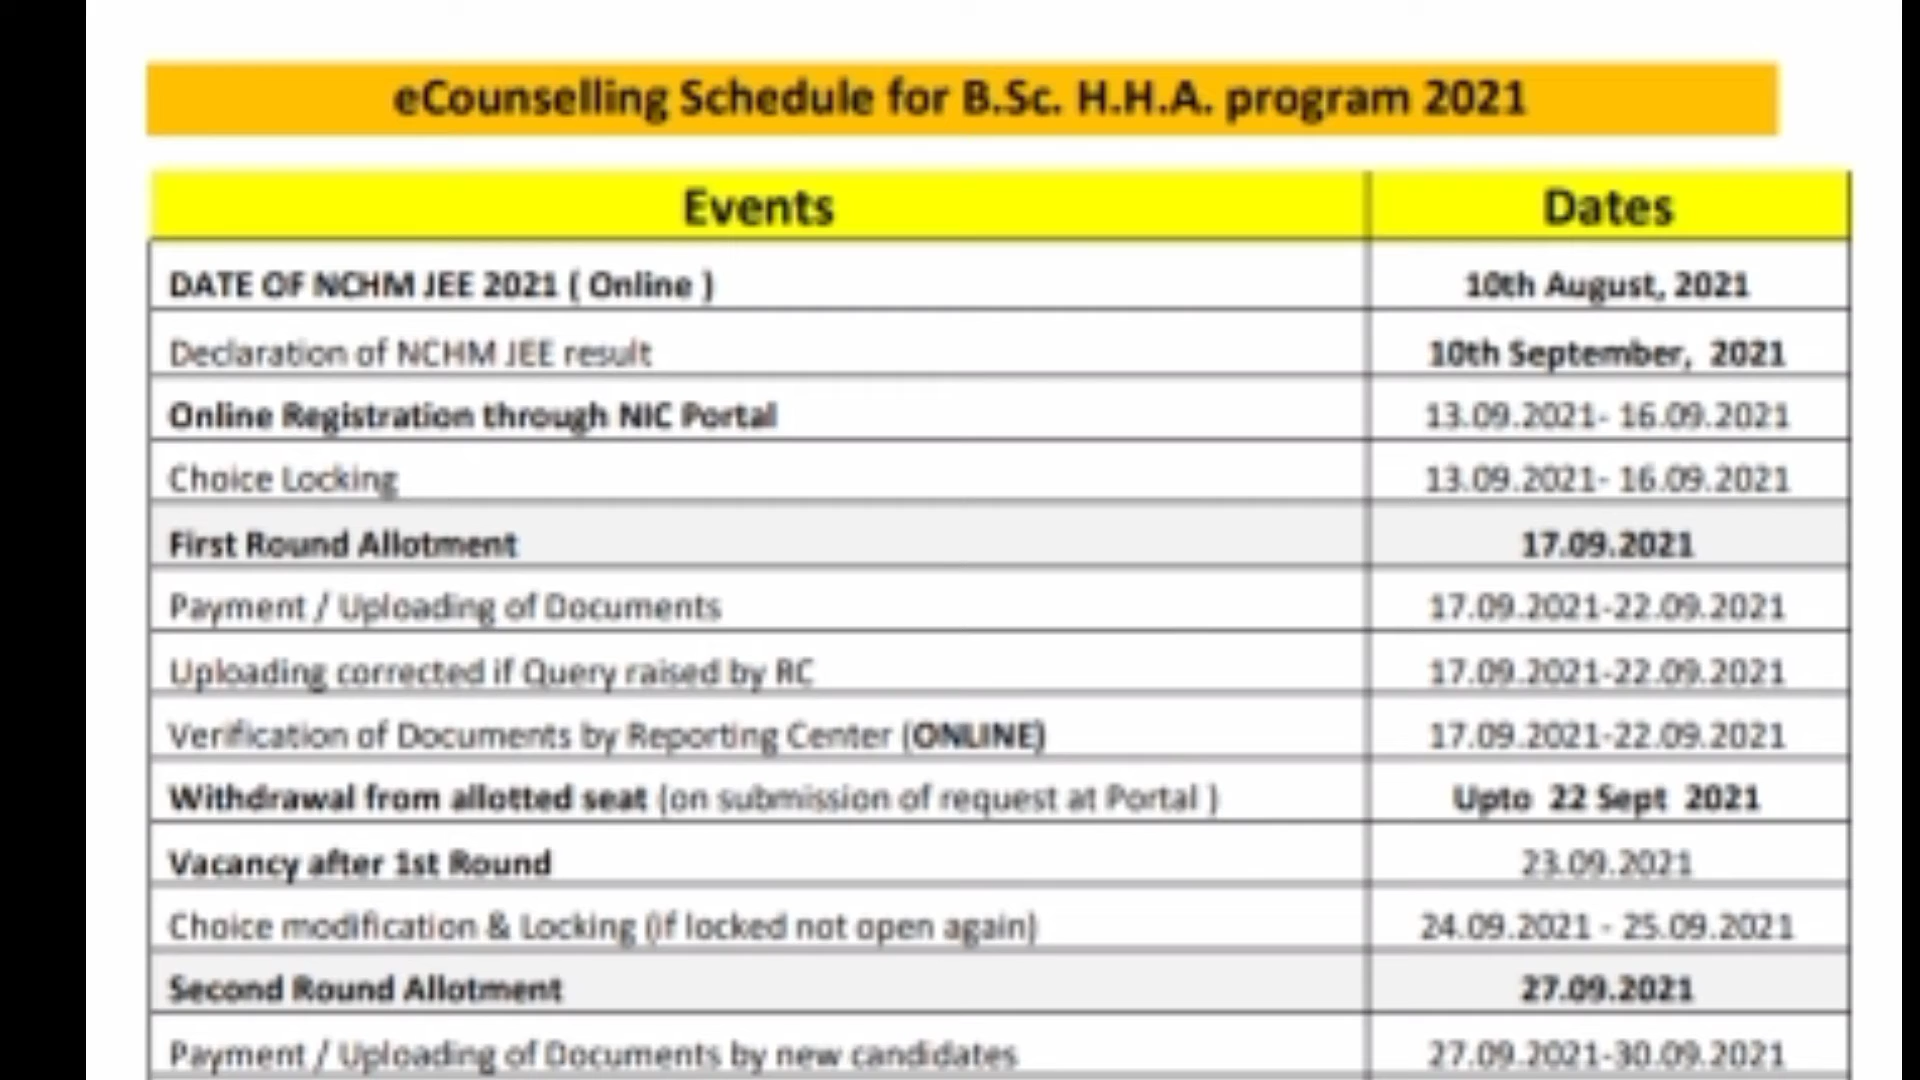 eCounselling Schedule for B.Sc. H.H.A. program 2021
Events Dates
DATE OF NCHM JEE 2021 ( Online ) 10th August, 2021
Declaration of NCHM JEE result 10th September, 2021
Online Registration through NIC Portal 13.09.2021- 16.09.2021
Choice Locking 13.09.2021- 16.09.2021
First Round Allotment 17.09.2021
Payment / Uploading of Documents 17.09.2021-22.09.2021
Uploading corrected if Query raised by RC 17.09.2021-22.09.2021
Verification of Documents by Reporting Center (ONLINE) 17.09.2021-22.09.2021
Withdrawal from allotted seat (on submission of request at Portal ) Upto 22 Sept 2021
Vacancy after 1st Round 23.09.2021
Choice modification & Locking (if locked not open again) 24.09.2021 - 25.09.2021
Second Round Allotment 27.09.2021
Payment / Uploading of Documents by new candidates 27.09.2021-30.09.2021